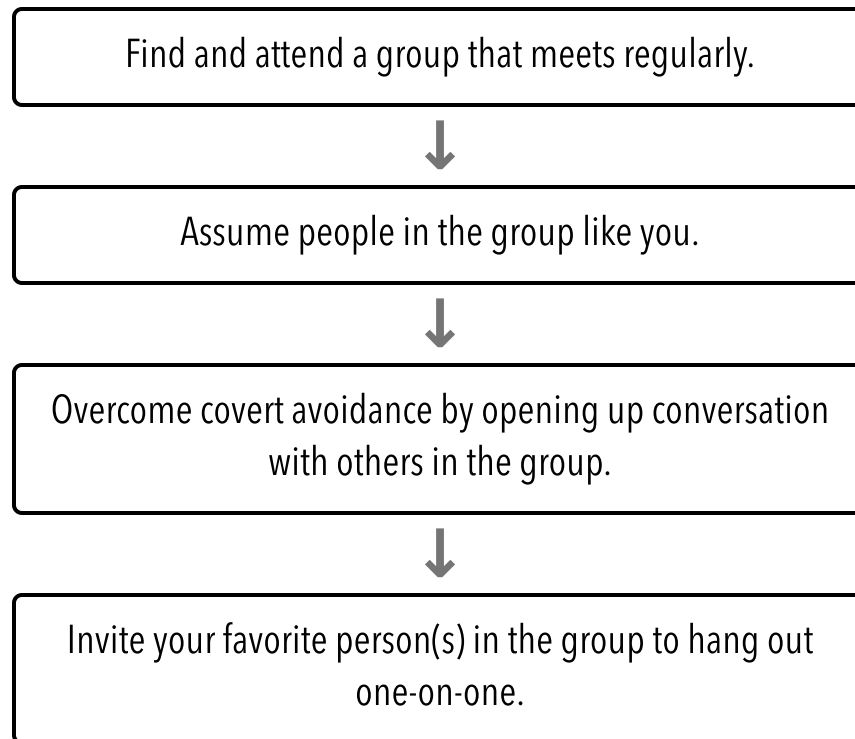 Find and attend a group that meets regularly.
Assume people in the group like you.
Overcome covert avoidance by opening up conversation
with others in the group.
Invite your favorite person(s) in the group to hang out
one-on-one.